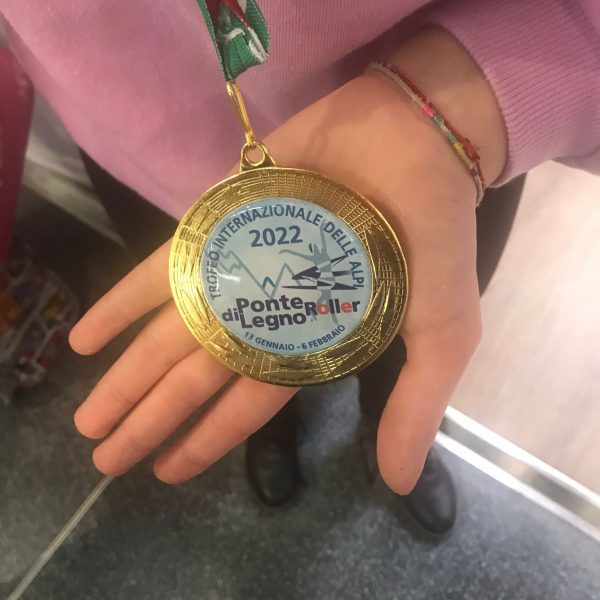 TROFEO INTERNAZIONALE DELLE ALPI
2022
Ponte
di Legno Roller
13 GENNAIO - 6 FEBBRAIO